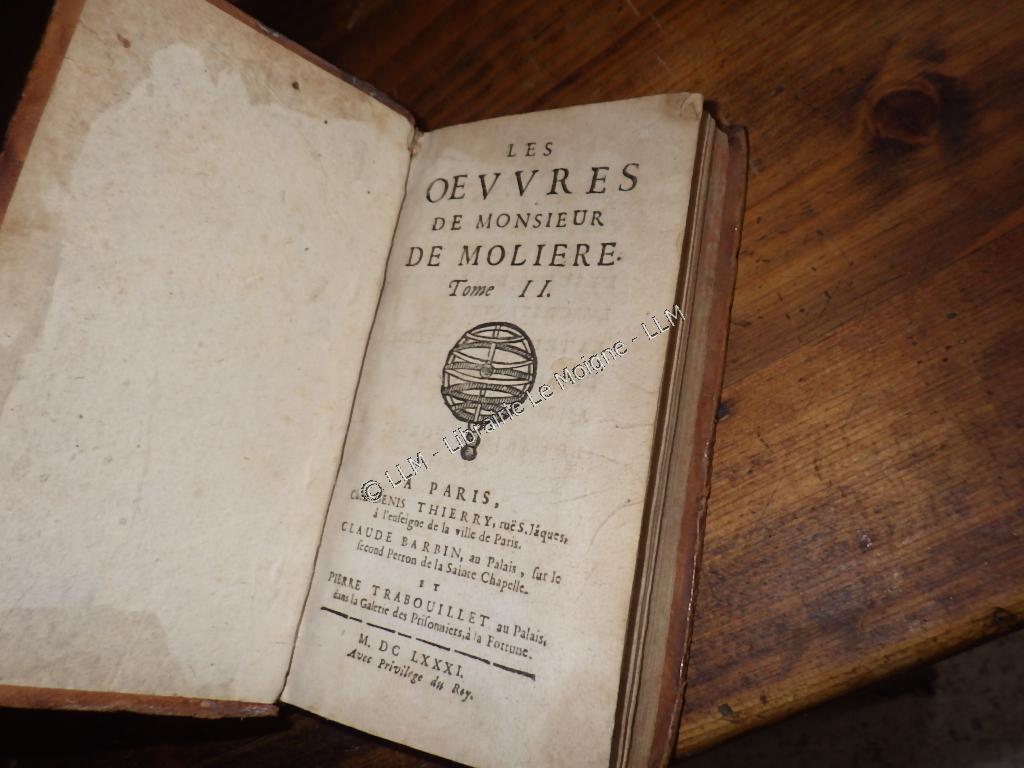 LES
OEVVRES
DE MONSIEUR
DE MOLIERE.
Tome II.
© LLM - Librairie Le Moigne - LLM
A PARIS,
Chez DENIS THIERRY, ruë S. Jâques,
à l'enseigne de la ville de Paris.
CLAUDE BARBIN, au Palais, sur le
second Perron de la Sainte Chapelle.
ET
PIERRE TRABOUILLET au Palais,
dans la Galerie des Prisonniers, à la Fortune.
M. DC LXXXI.
Avec Privilege du Roy.